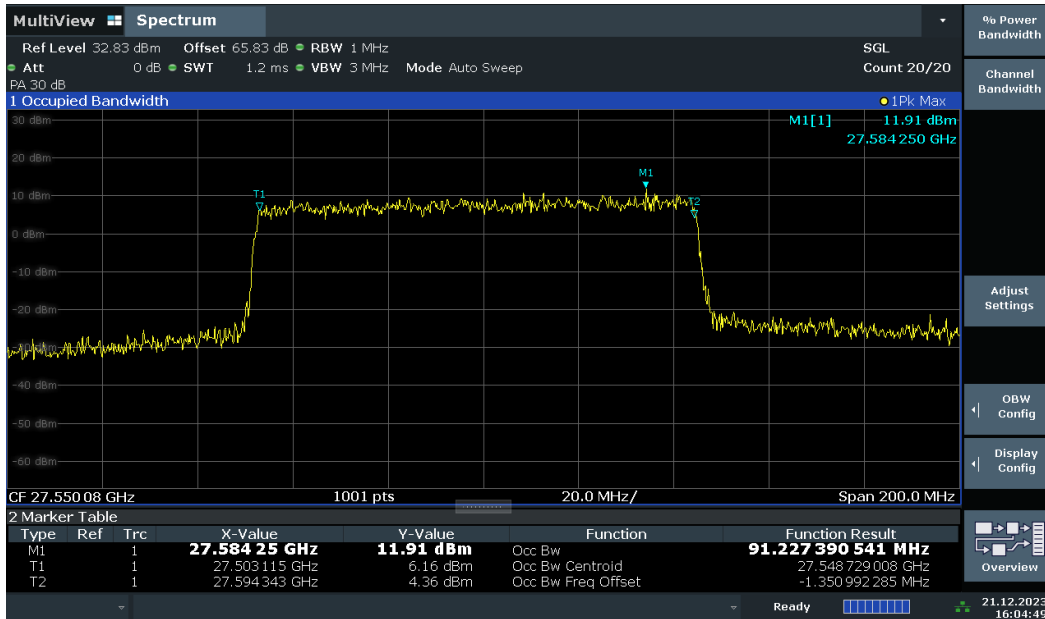 MultiView Spectrum
Ref Level 32.83 dBm Offset 65.83 dB RBW 1 MHz SGL
Att 0 dB SWT 1.2 ms VBW 3 MHz Mode Auto Sweep Count 20/20
PA 30 dB
1 Occupied Bandwidth 1Pk Max
30 dBm
M1[1] 11.91 dBm
27.584 250 GHz
20 dBm
M1
10 dBm
T1
T2
0 dBm
-10 dBm
-20 dBm
-40 dBm
-50 dBm
-60 dBm
CF 27.550 08 GHz 1001 pts 20.0 MHz/ Span 200.0 MHz
2 Marker Table
Type Ref Trc X-Value Y-Value Function Function Result
M1 1 27.584 25 GHz 11.91 dBm Occ Bw 91.227 390 541 MHz
T1 1 27.503 115 GHz 6.16 dBm Occ Bw Centroid 27.548 729 008 GHz
T2 1 27.594 343 GHz 4.36 dBm Occ Bw Freq Offset -1.350 992 285 MHz
Ready
21.12.2023
16:04:49
% Power
Bandwidth
Channel
Bandwidth
Adjust
Settings
OBW
Config
Display
Config
Overview